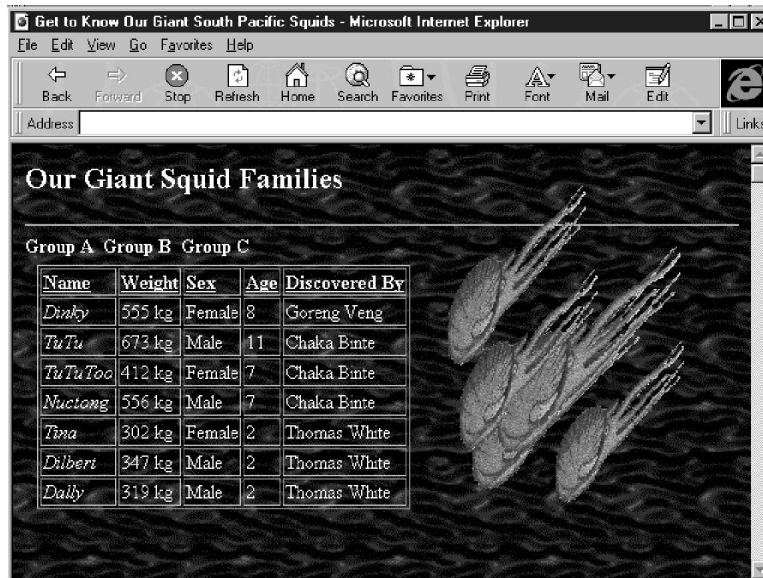 Get to Know Our Giant South Pacific Squids - Microsoft Internet Explorer
File Edit View Go Favorites Help
Back Forward Stop Refresh Home Search Favorites Print Font Mail Edit
Address Links
Our Giant Squid Families
Group A Group B Group C
Name Weight Sex Age Discovered By
Dinky 555 kg Female 8 Goreng Veng
TuTu 673 kg Male 11 Chaka Binte
TuTuToo 412 kg Female 7 Chaka Binte
Nuctong 556 kg Male 7 Chaka Binte
Tina 302 kg Female 2 Thomas White
Dilbert 347 kg Male 2 Thomas White
Dally 319 kg Male 2 Thomas White